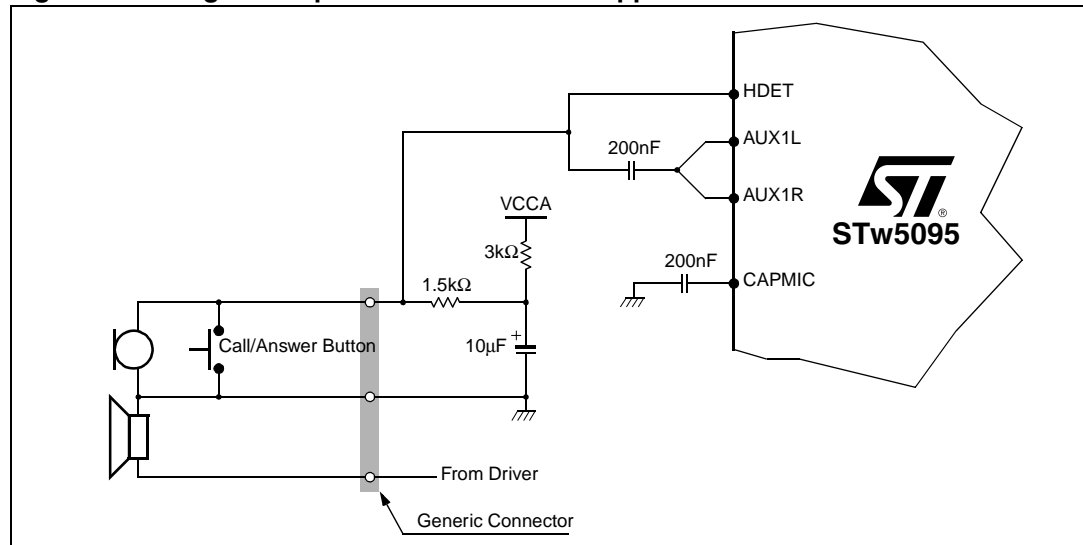 HDET
AUX1L
200nF
AUX1R
VCCA
ST®
STw5095
3kΩ
200nF
CAPMIC
1.5kΩ
Call/Answer Button
10μF
+
From Driver
Generic Connector